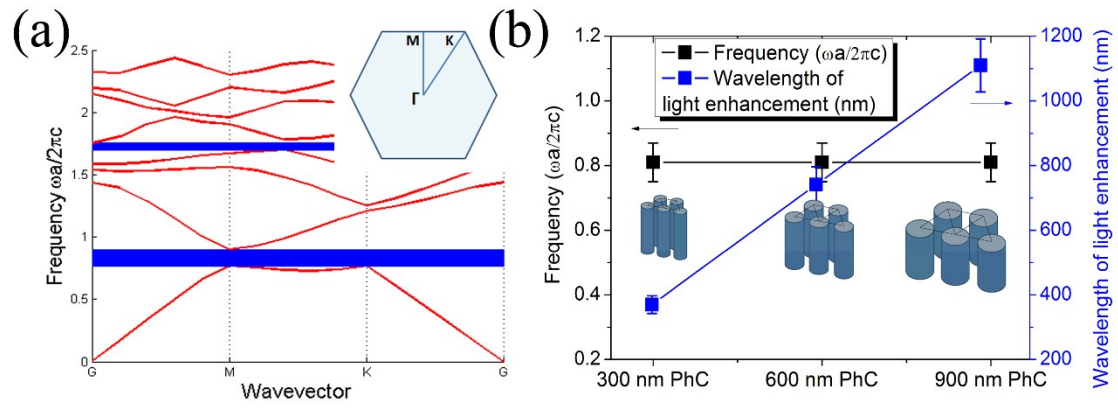 (a)
2.5
2
1.5
1
0.5
0
Frequency ωa/2πc
G
M
K
G
Wavevector
M
K
Γ
(b)
1.2
1.0
0.8
0.6
0.4
0.2
Frequency (ωa/2πc)
Frequency (ωa/2πc)
Wavelength of
light enhancement (nm)
300 nm PhC
600 nm PhC
900 nm PhC
1200
1000
800
600
400
200
Wavelength of light enhancement (nm)